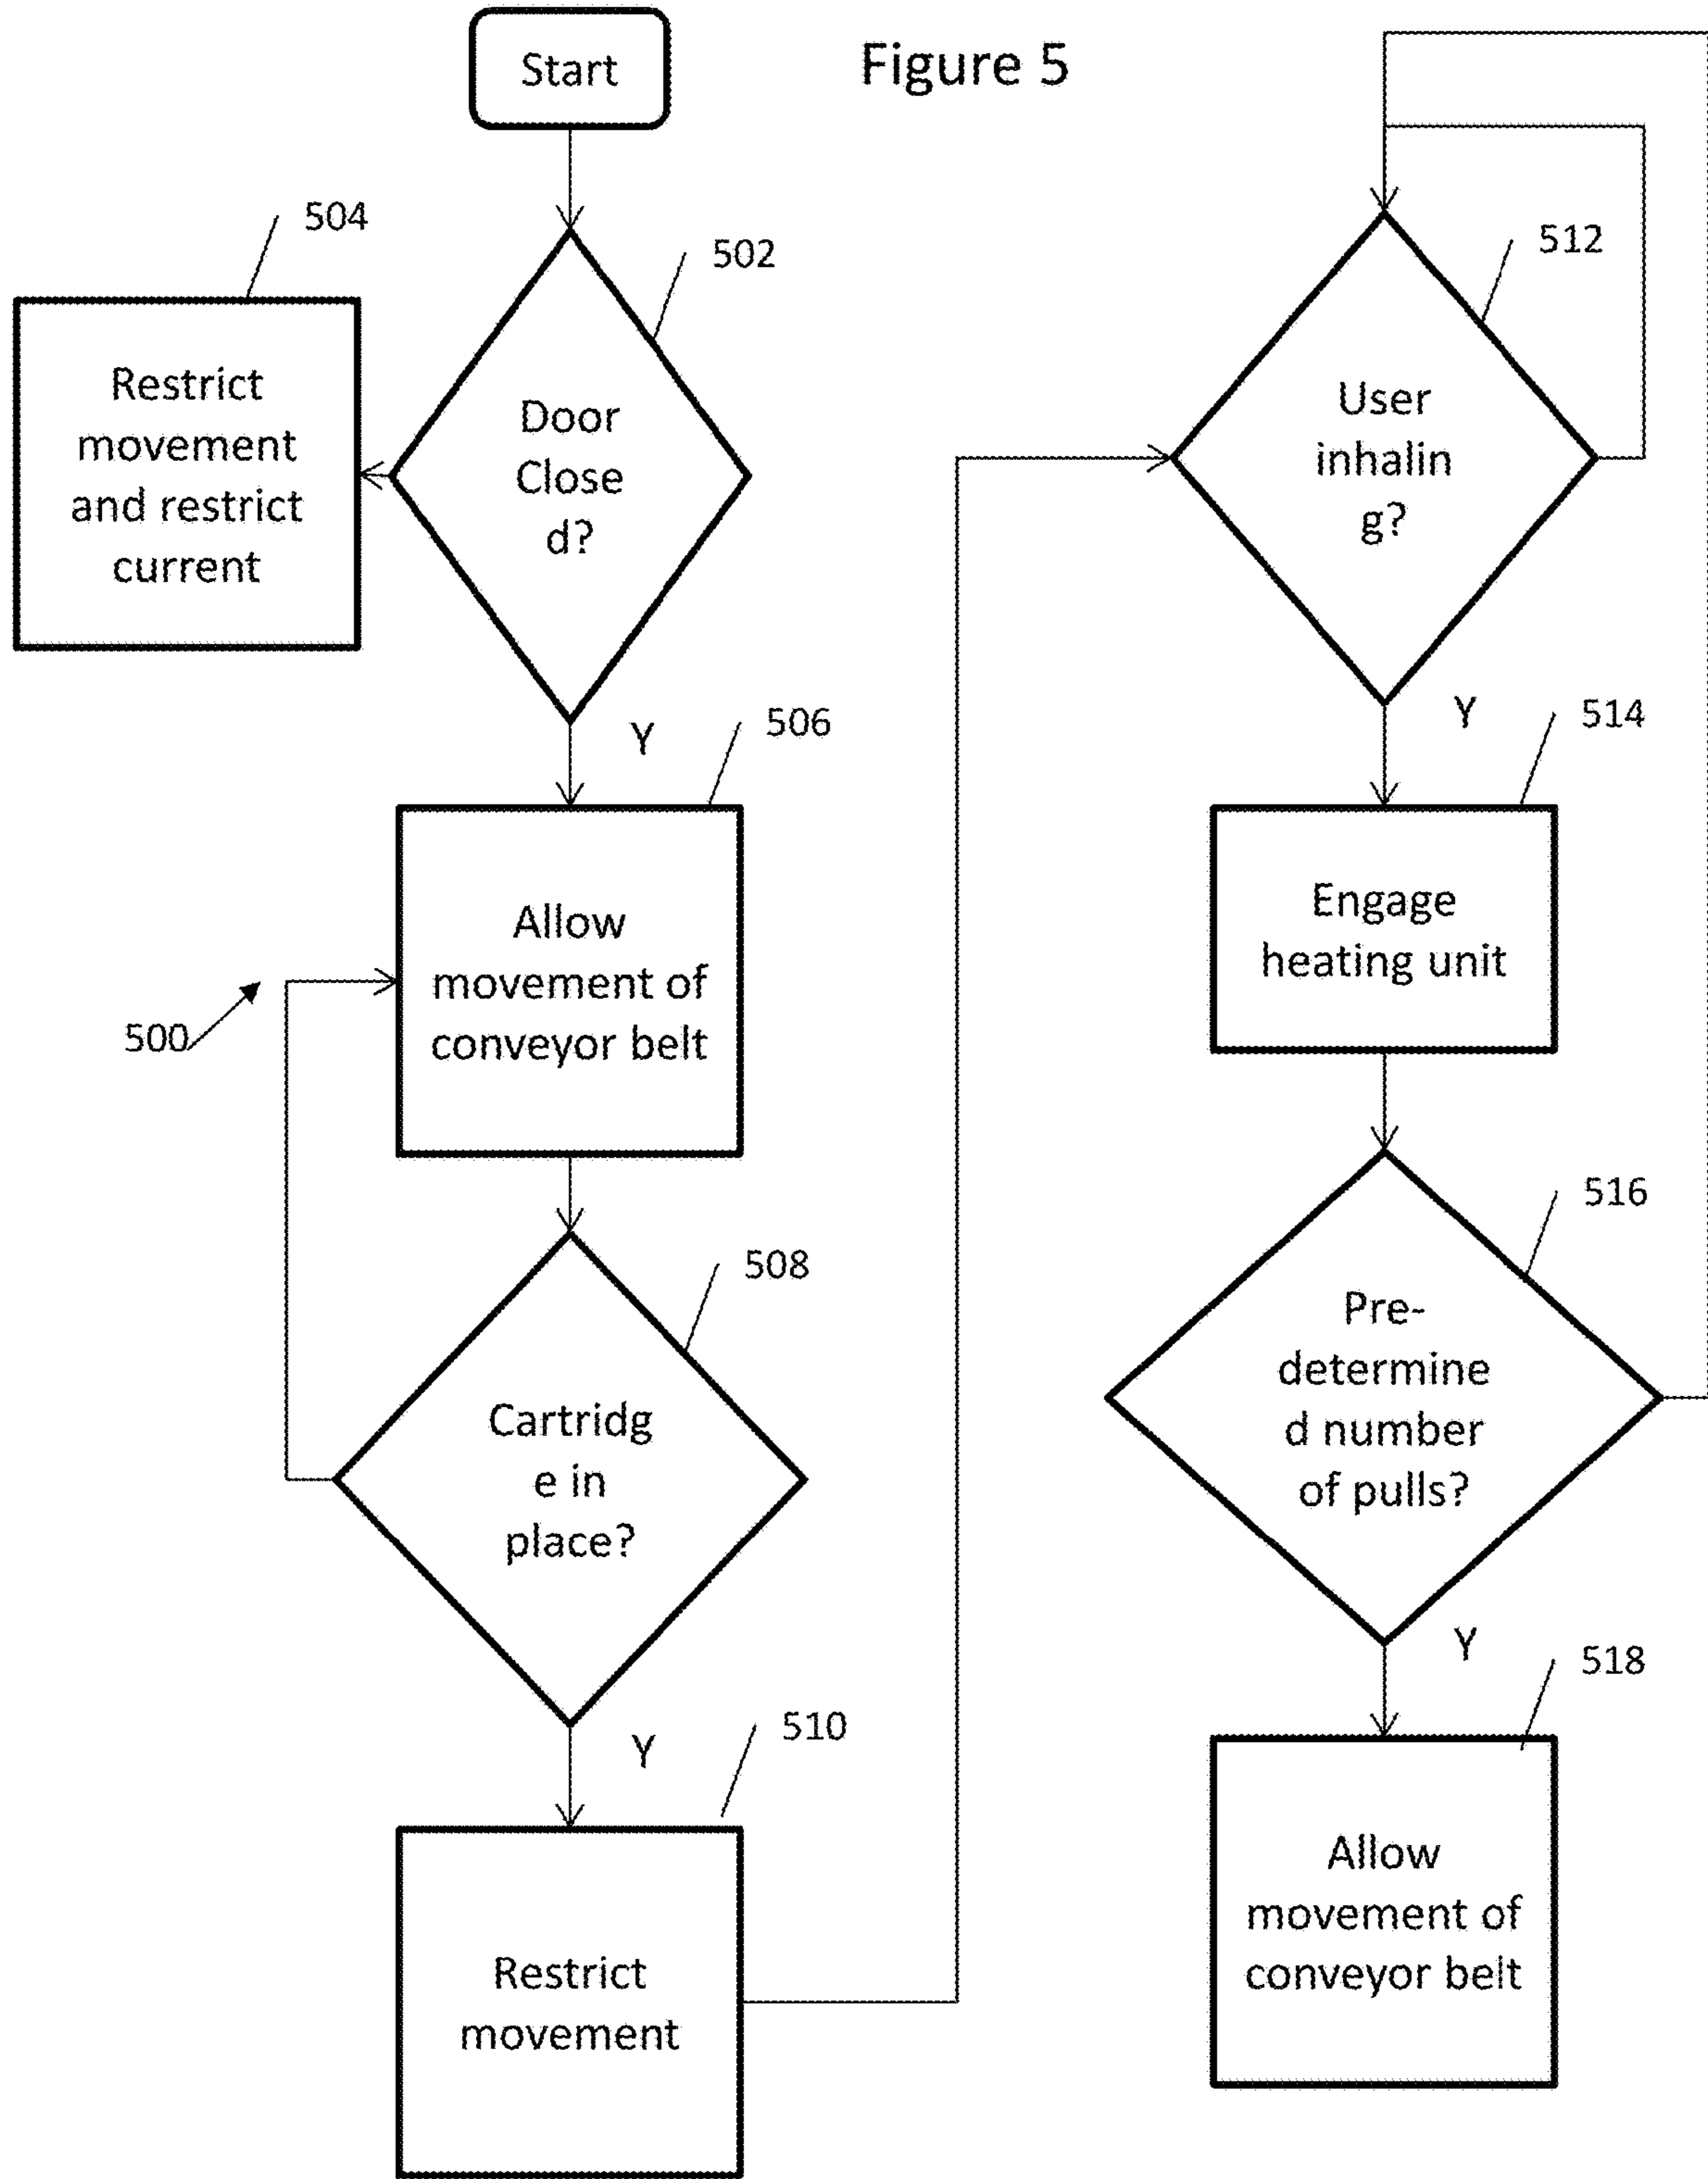 Start
Figure 5
504
502
Restrict
movement
and restrict
current
Door
Close
d?
Y
506
Allow
movement of
conveyor belt
500
508
Cartridg
e in
place?
Y
510
Restrict
movement
512
User
inhalin
g?
Y
514
Engage
heating unit
516
Pre-
determine
d number
of pulls?
Y
518
Allow
movement of
conveyor belt